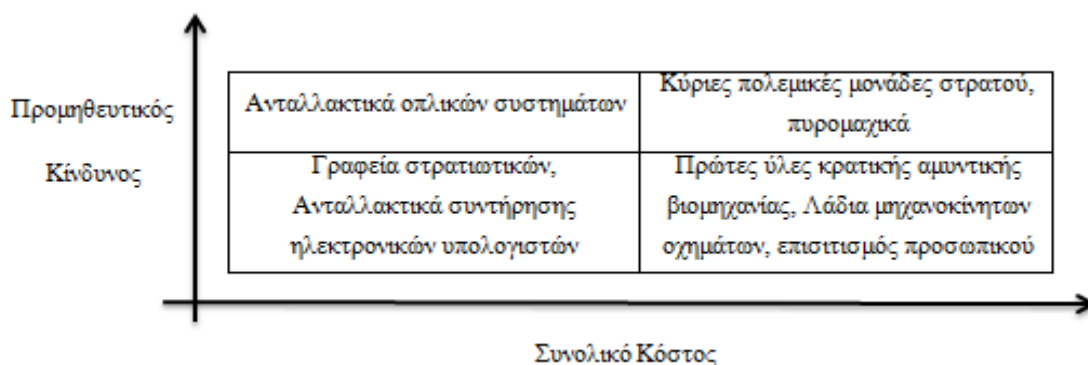 Προμηθευτικός
Κίνδυνος
Ανταλλακτικά οπλικών συστημάτων
Κύριες πολεμικές μονάδες στρατού,
πυρομαχικά
Γραφεία στρατιωτικών,
Ανταλλακτικά συντήρησης
ηλεκτρονικών υπολογιστών
Πρώτες ύλες κρατικής αμυντικής
βιομηχανίας, Λάδια μηχανοκίνητων
οχημάτων, επισιτισμός προσωπικού
Συνολικό Κόστος